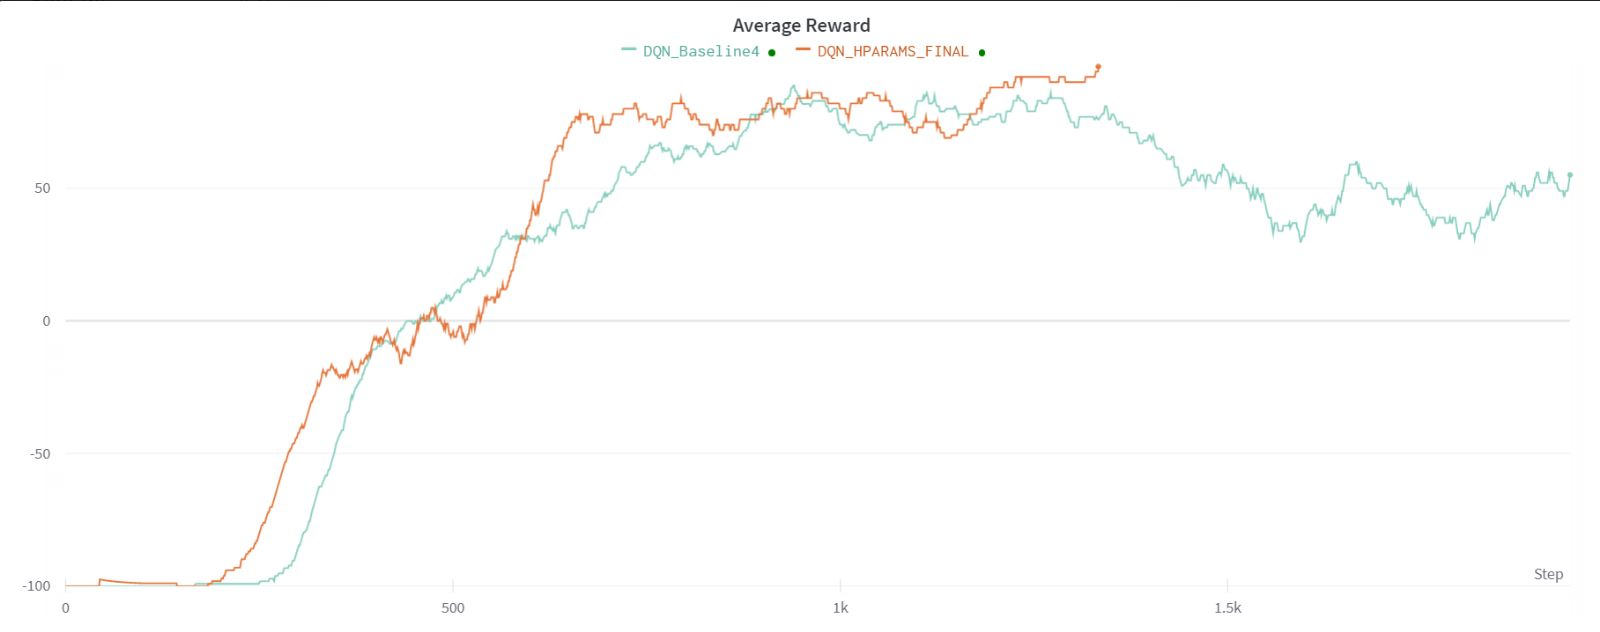 Average Reward
DQN_Baseline4 DQN_HPARAMS_FINAL
50
0
-50
-100
Step
0 500 1k 1.5k